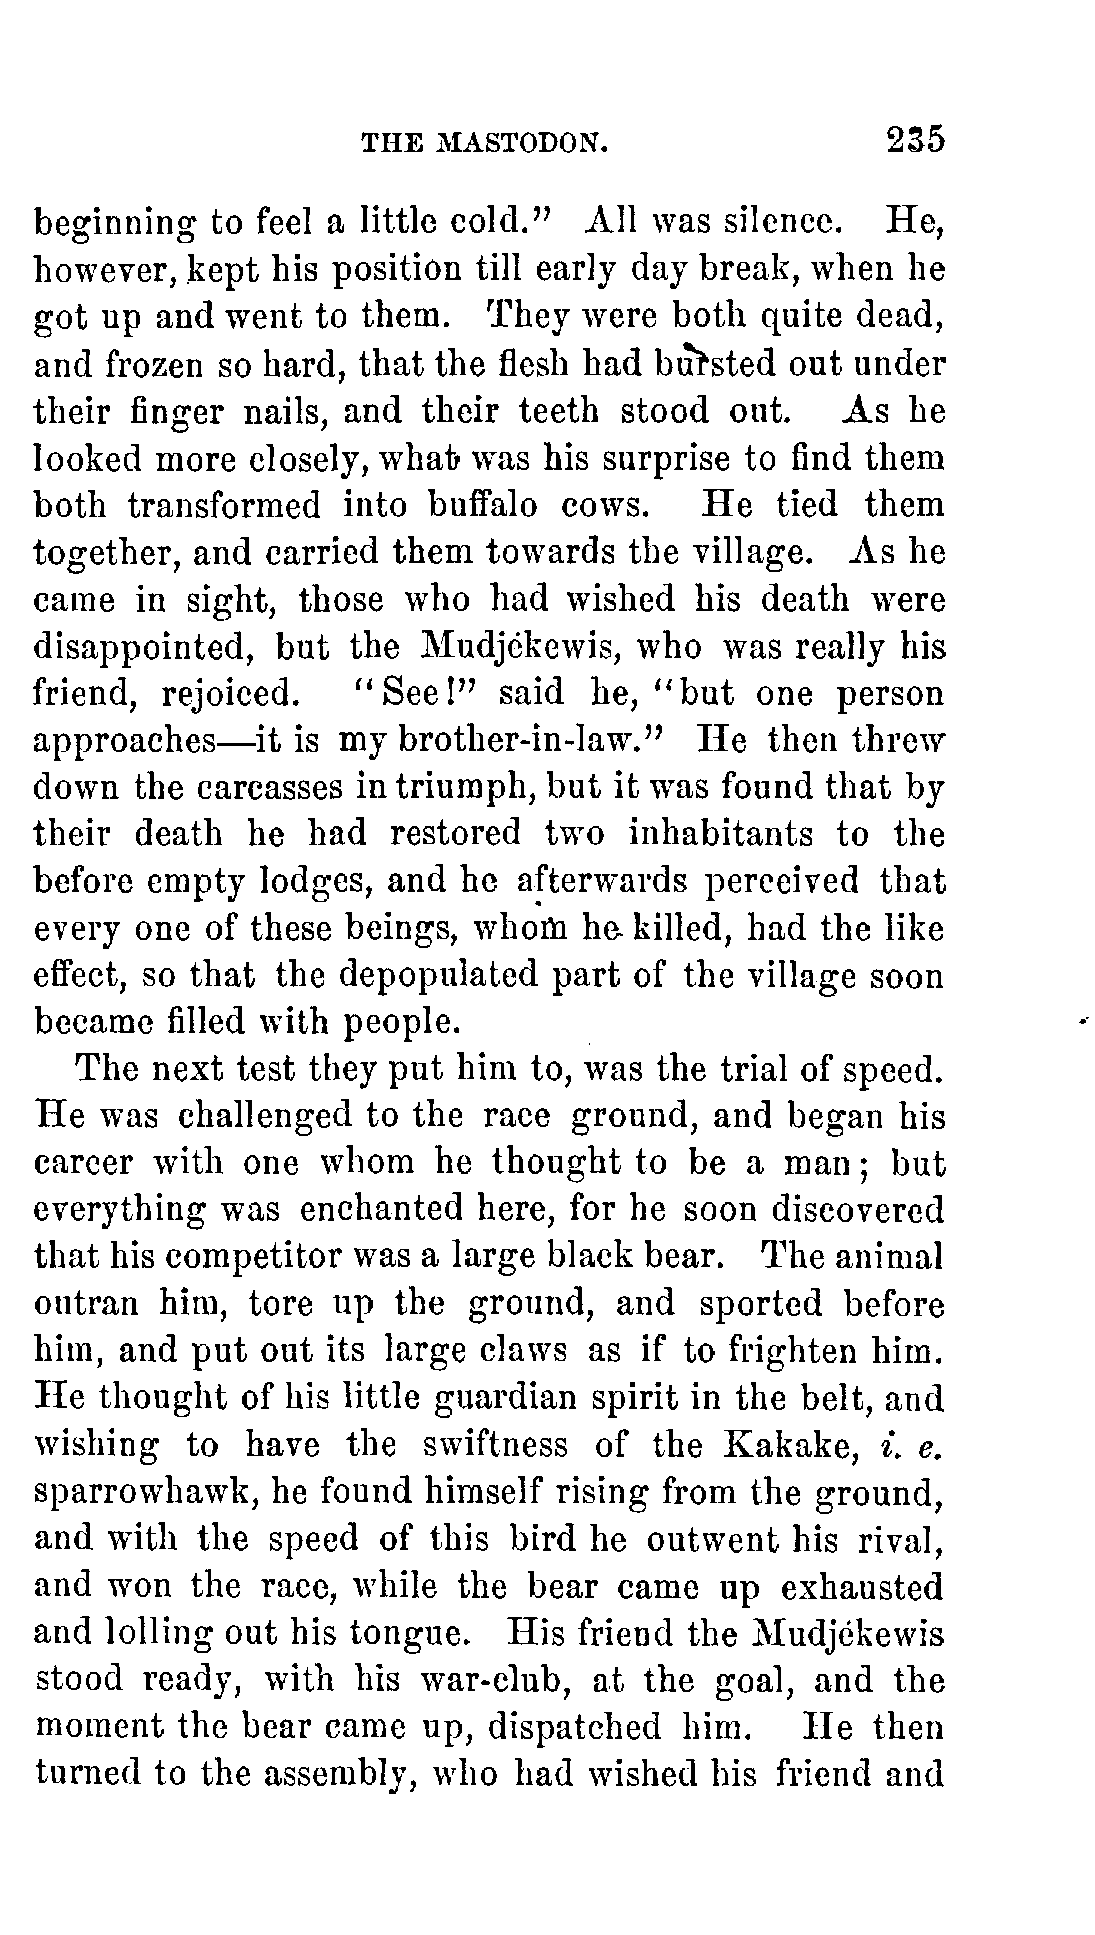 THE MASTODON. 235
beginning to feel a little cold.” All was silence. He,
however, kept his position till early day break, when he
got up and went to them. They were both quite dead,
and frozen so hard, that the flesh had bursted out under
their finger nails, and their teeth stood out. As he
looked more closely, what was his surprise to find them
both transformed into buffalo cows. He tied them
together, and carried them towards the village. As he
came in sight, those who had wished his death were
disappointed, but the Mudjékewis, who was really his
friend, rejoiced. “See!” said he, “but one person
approaches—it is my brother-in-law.” He then threw
down the carcasses in triumph, but it was found that by
their death he had restored two inhabitants to the
before empty lodges, and he afterwards perceived that
every one of these beings, whom he killed, had the like
effect, so that the depopulated part of the village soon
became filled with people.
The next test they put him to, was the trial of speed.
He was challenged to the race ground, and began his
career with one whom he thought to be a man; but
everything was enchanted here, for he soon discovered
that his competitor was a large black bear. The animal
outran him, tore up the ground, and sported before
him, and put out its large claws as if to frighten him.
He thought of his little guardian spirit in the belt, and
wishing to have the swiftness of the Kakake, i. e.
sparrowhawk, he found himself rising from the ground,
and with the speed of this bird he outwent his rival,
and won the race, while the bear came up exhausted
and lolling out his tongue. His friend the Mudjékewis
stood ready, with his war-club, at the goal, and the
moment the bear came up, dispatched him. He then
turned to the assembly, who had wished his friend and